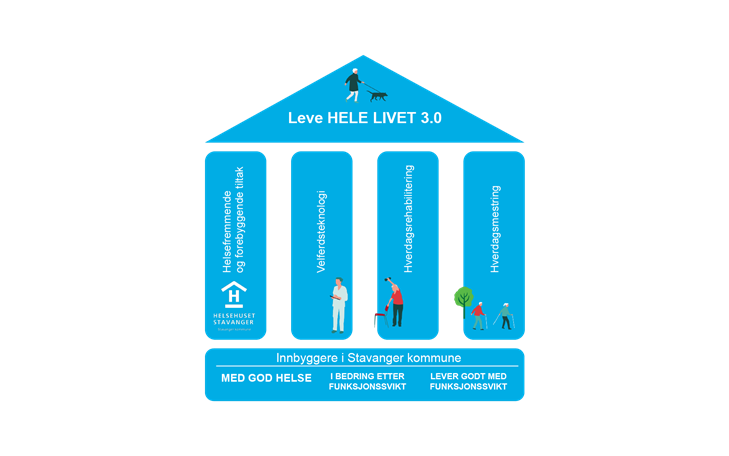 Leve HELE LIVET 3.0
Helsefremmende
og forebyggende tiltak
H
HELSEHUSET
STAVANGER
Velferdsteknologi
Hverdagsrehabilitering
Hverdagsmestring
Innbyggere i Stavanger kommune
MED GOD HELSE
I BEDRING ETTER
FUNKSJONSSVIKT
LEVER GODT MED
FUNKSJONSSVIKT